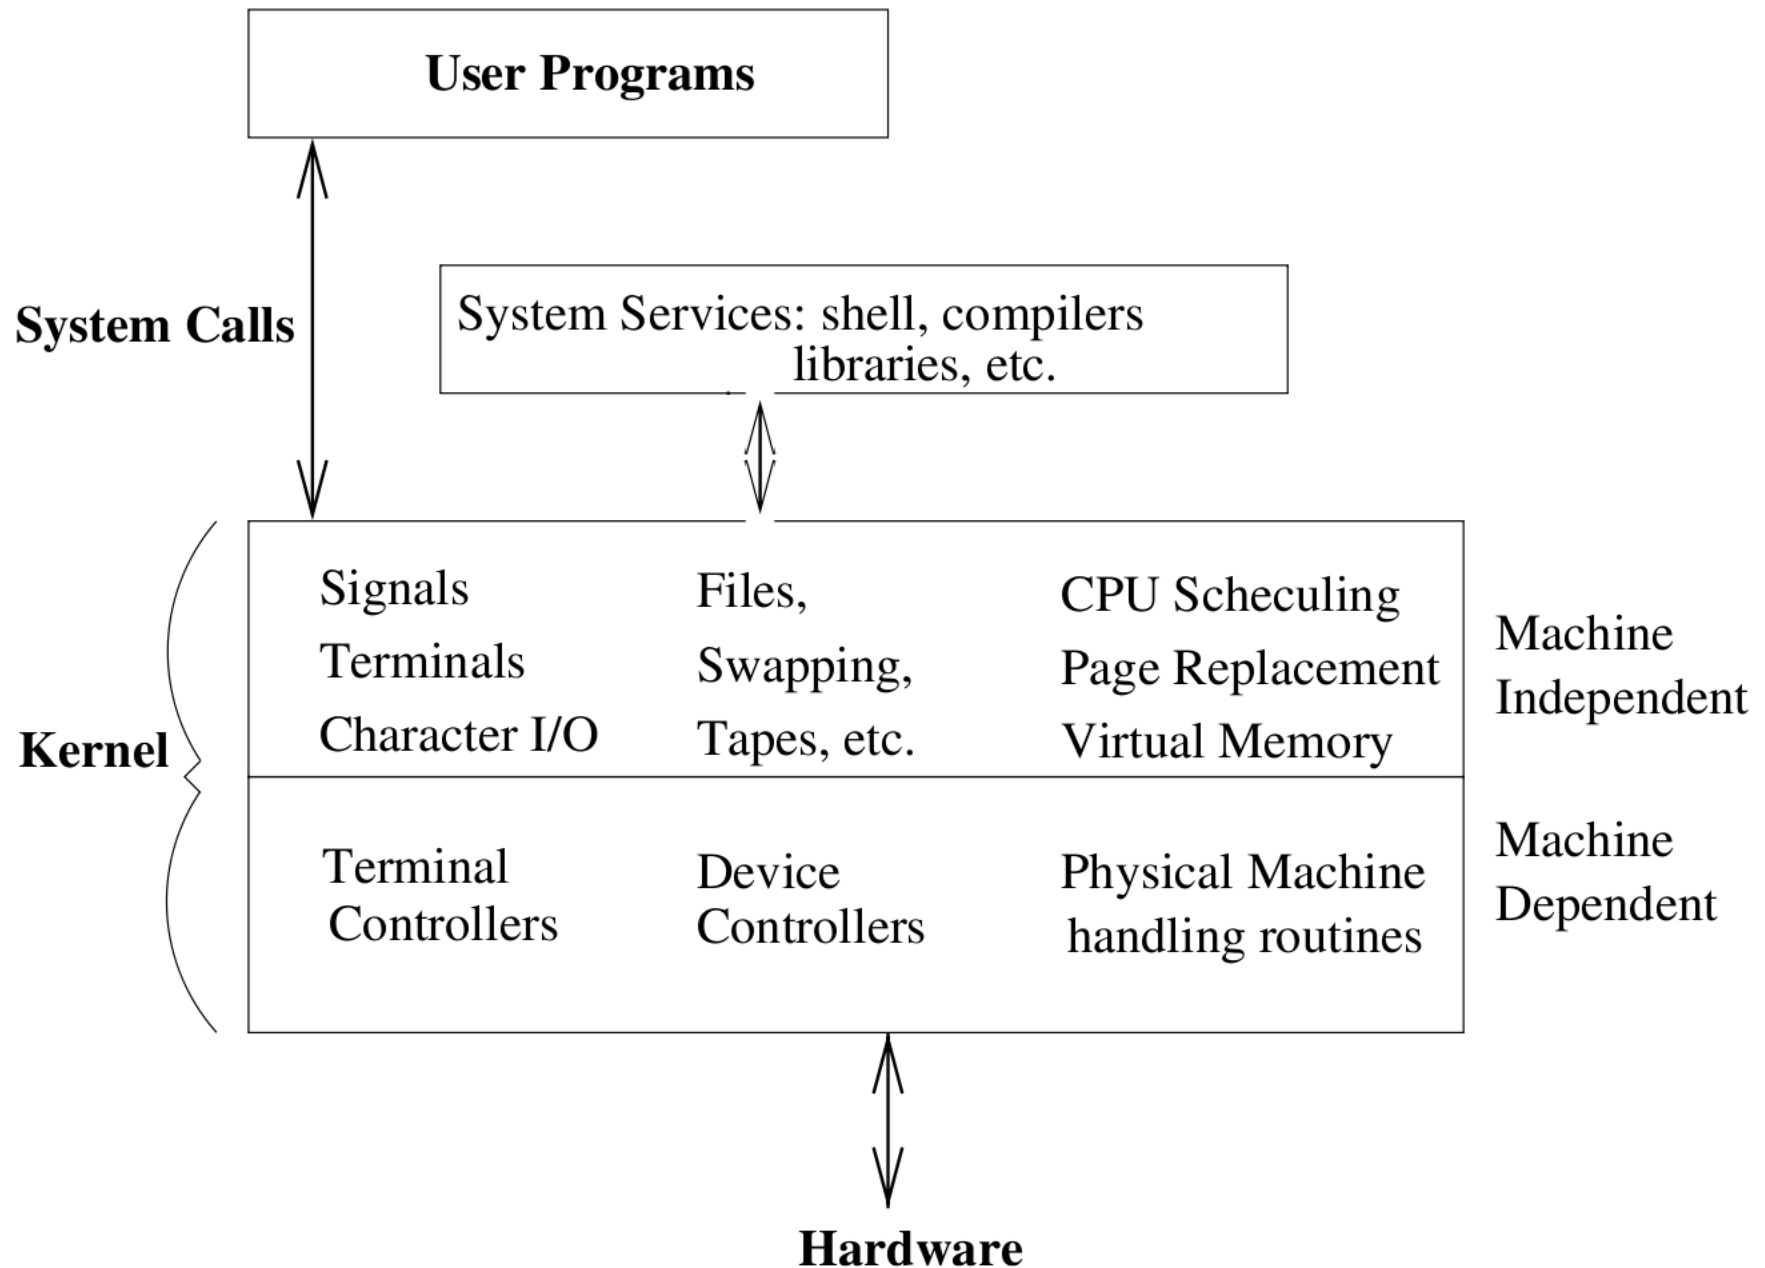 User Programs
System Calls
System Services: shell, compilers
libraries, etc.
Kernel
Signals
Terminals
Character I/O
Files,
Swapping,
Tapes, etc.
CPU Scheculing
Page Replacement
Virtual Memory
Machine
Independent
Terminal
Controllers
Device
Controllers
Physical Machine
handling routines
Machine
Dependent
Hardware